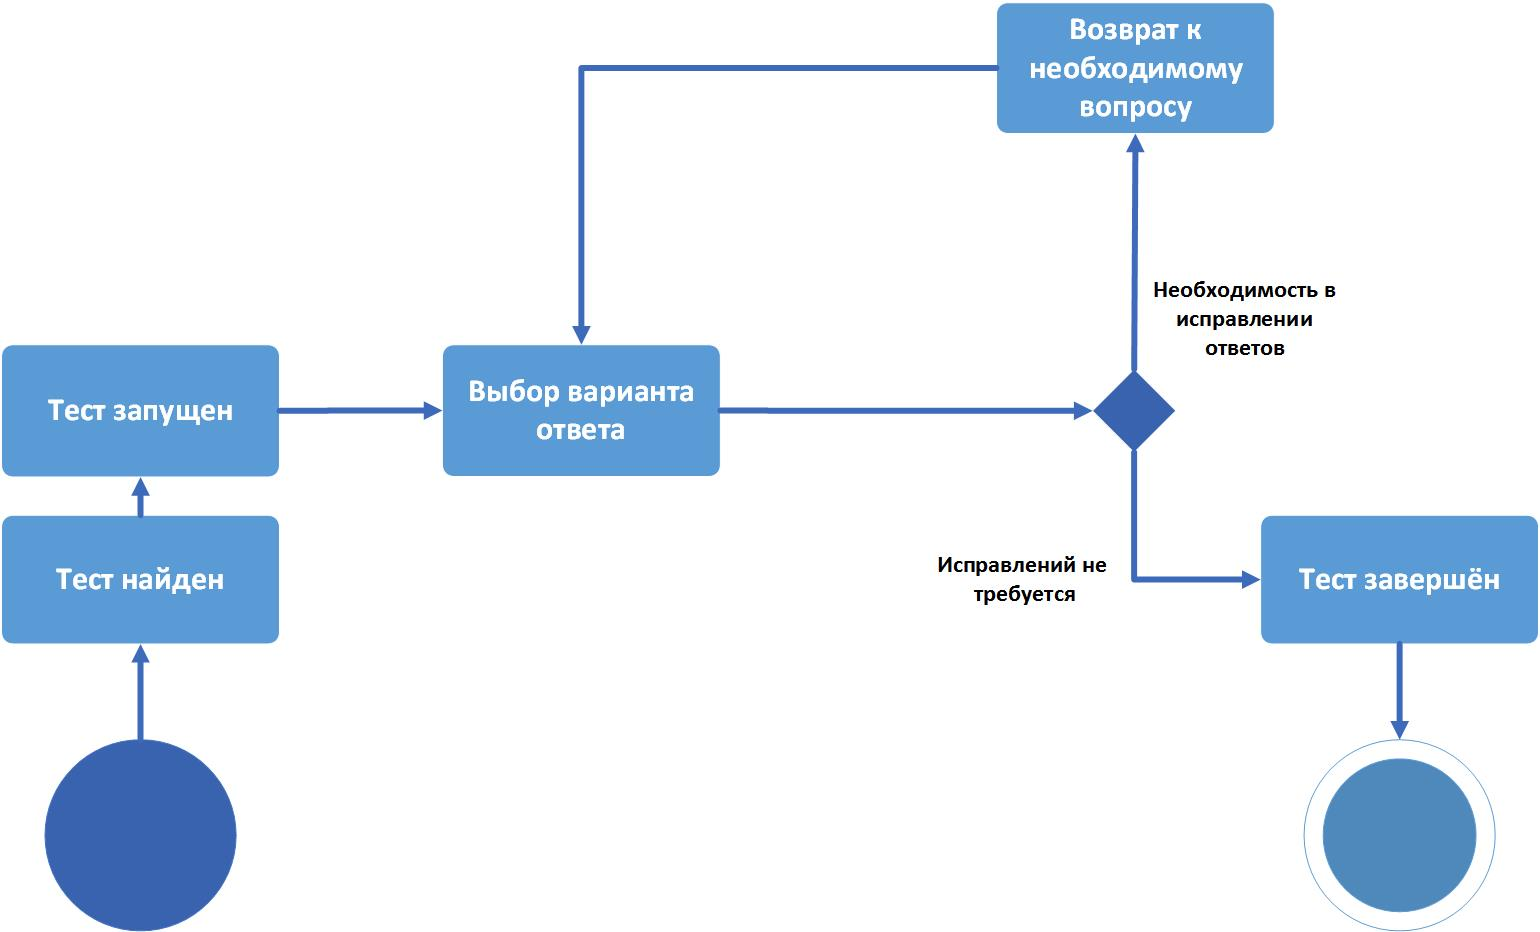 Возврат к
необходимому
вопросу
Необходимость в
исправлении
ответов
Тест запущен
Выбор варианта
ответа
Тест найден
Исправлений не
требуется
Тест завершён